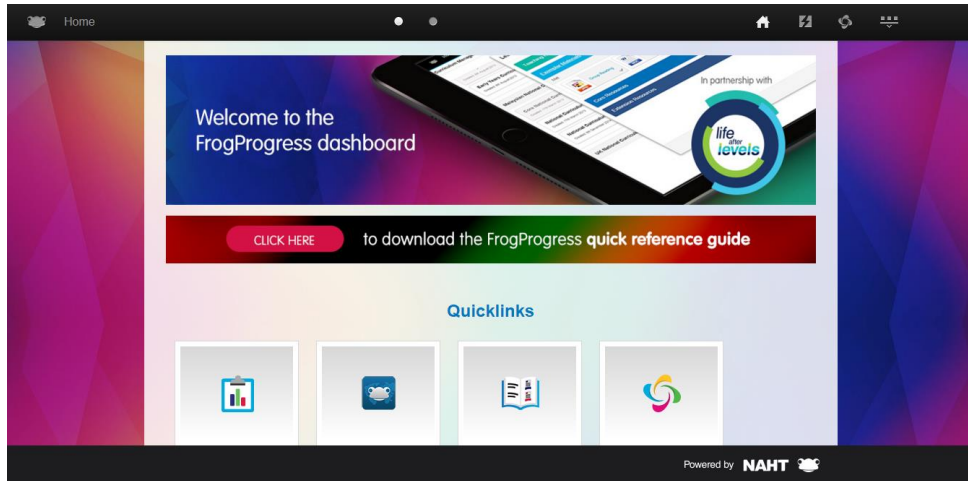 Home
Welcome to the
FrogProgress dashboard
In partnership with
life
after
levels
CLICK HERE
to download the FrogProgress quick reference guide
Quicklinks
Powered by NAHT